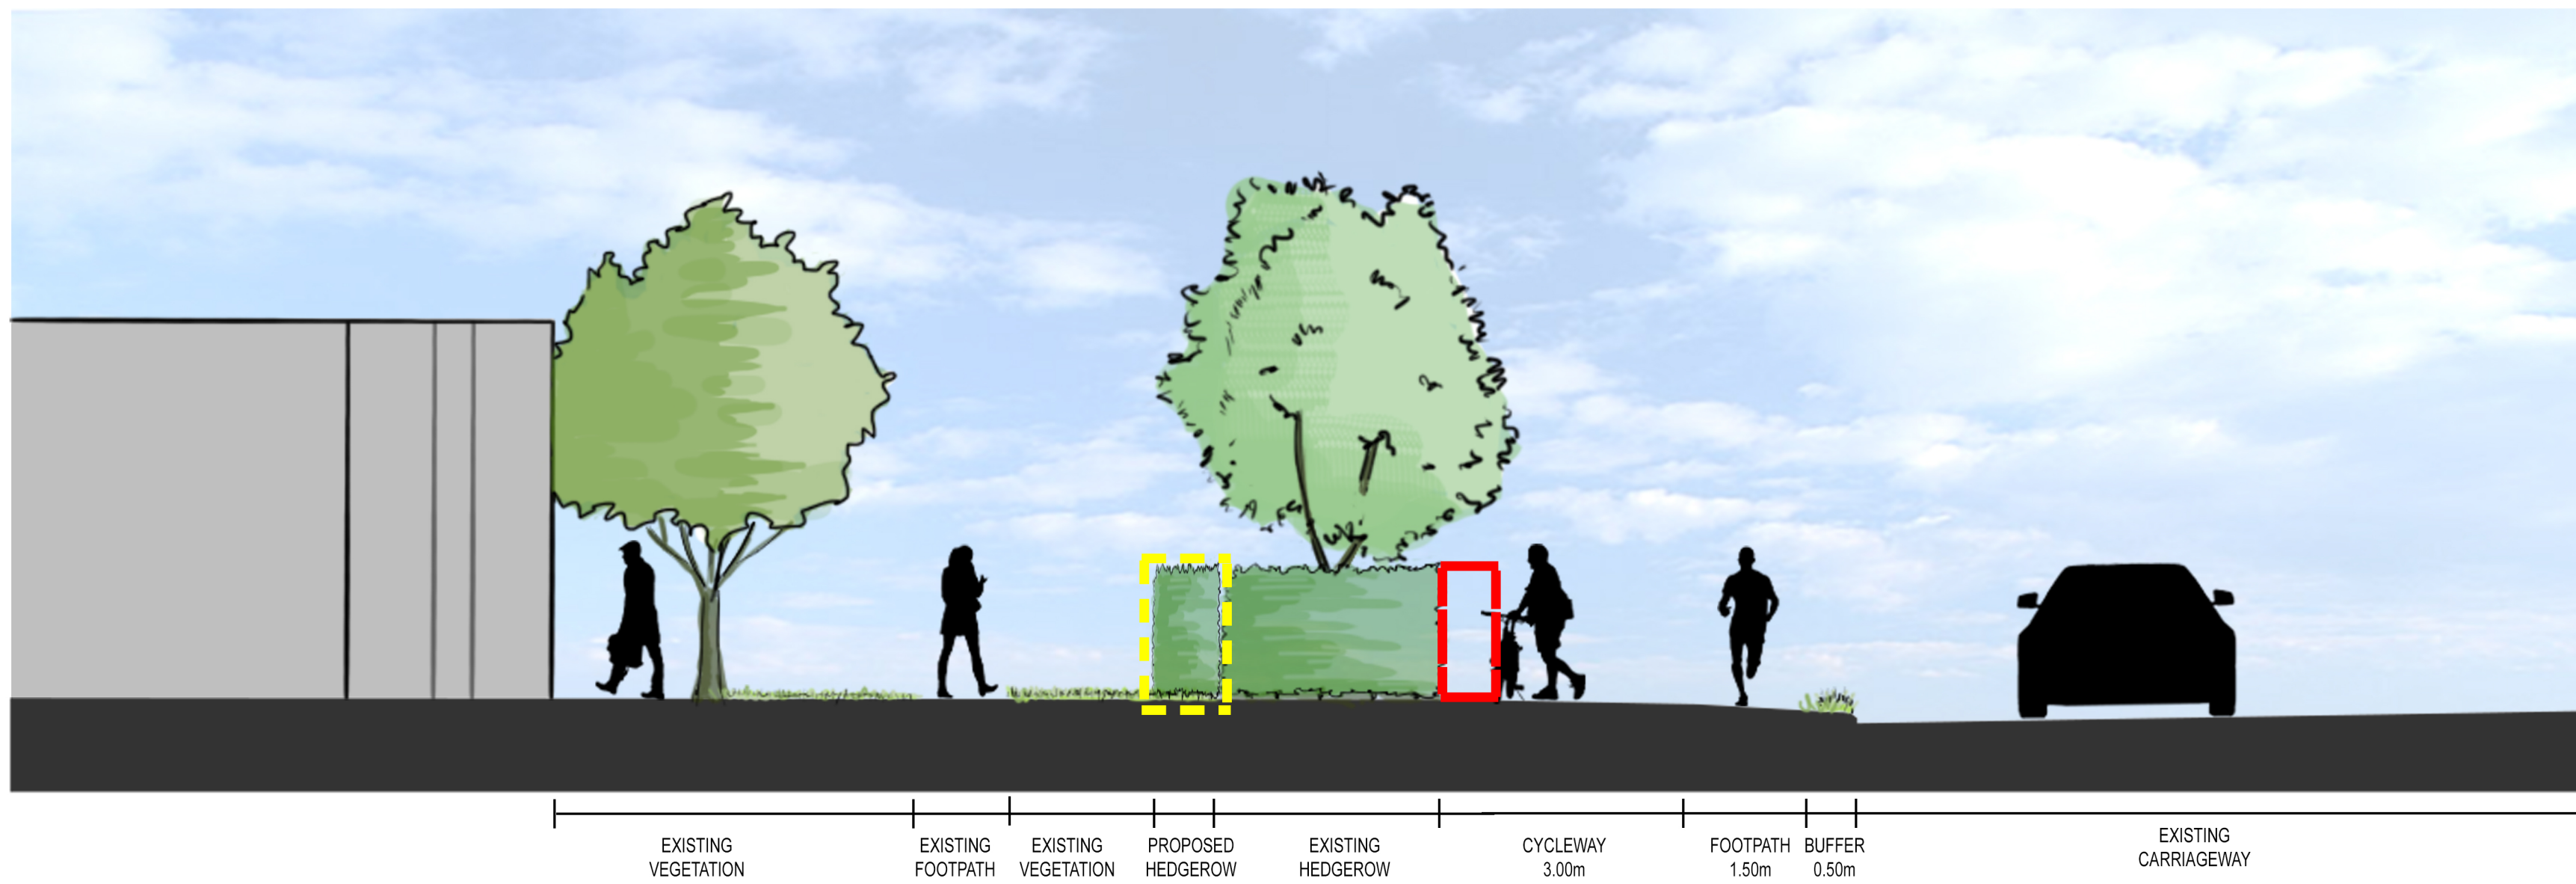 EXISTING
VEGETATION
EXISTING
FOOTPATH
EXISTING
VEGETATION
PROPOSED
HEDGEROW
EXISTING
HEDGEROW
CYCLEWAY
3.00m
FOOTPATH
1.50m
BUFFER
0.50m
EXISTING
CARRIAGEWAY